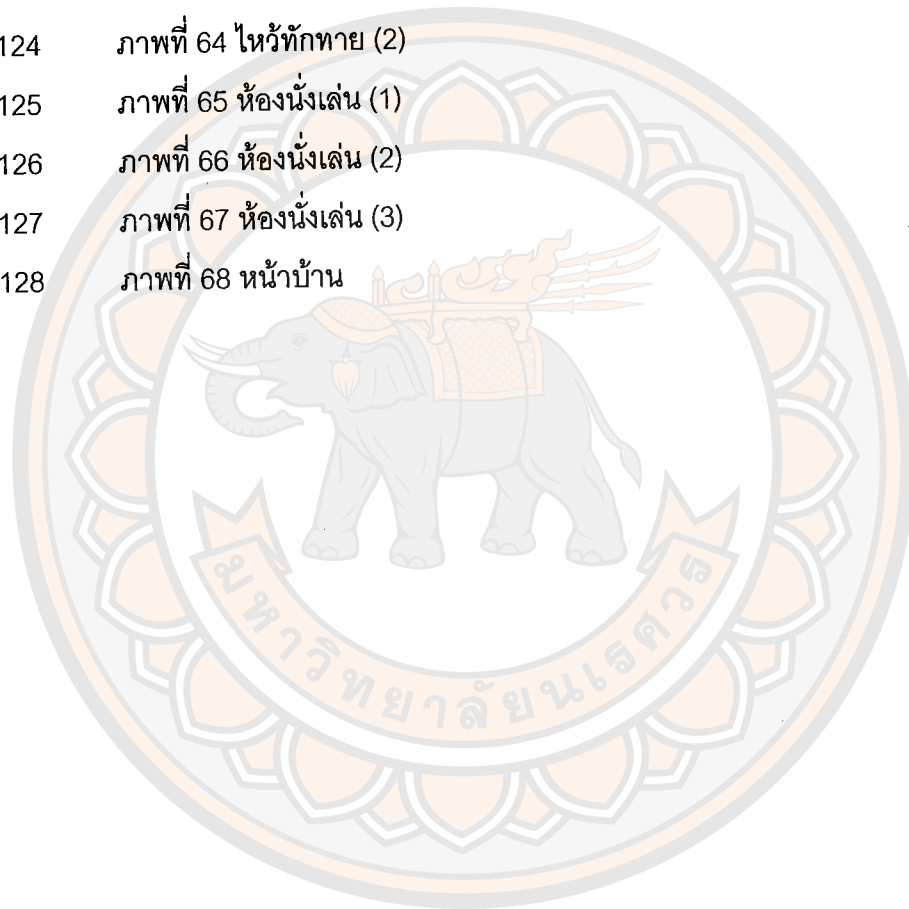 124 ภาพที่ 64 ไหว้ทักทาย (2)
125 ภาพที่ 65 ห้องนั่งเล่น (1)
126 ภาพที่ 66 ห้องนั่งเล่น (2)
127 ภาพที่ 67 ห้องนั่งเล่น (3)
128 ภาพที่ 68 หน้าบ้าน
มหาวิทยาลัยนเรศวร